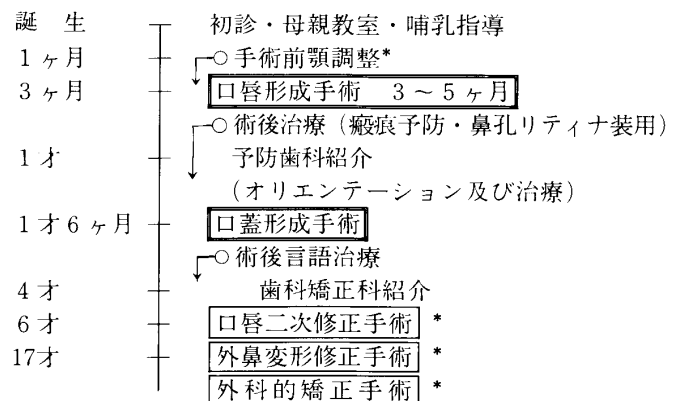 誕生 初診・母親教室・哺乳指導
1ヶ月 ○手術前顎調整*
3ヶ月 口唇形成手術 3～5ヶ月
○術後治療（瘢痕予防・鼻孔リティナ装用）
1才 予防歯科紹介
（オリエンテーション及び治療）
1才6ヶ月 口蓋形成手術
○術後言語治療
4才 歯科矯正科紹介
6才 口唇二次修正手術 *
17才 外鼻変形修正手術 *
外科的矯正手術 *